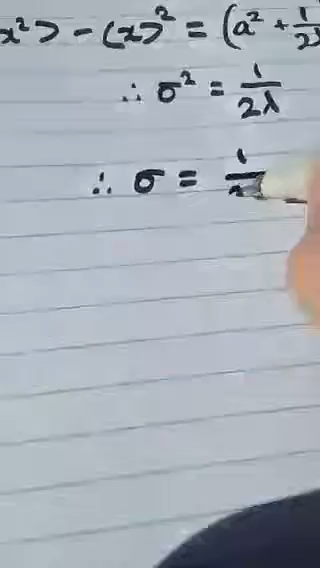 x²> - <x>² = (a² + 1/2λ
∴ σ² = 1/2λ
∴ σ = 1/